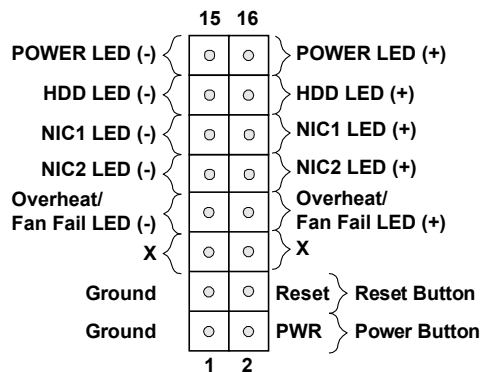 15 16
POWER LED (-) POWER LED (+)
HDD LED (-) HDD LED (+)
NIC1 LED (-) NIC1 LED (+)
NIC2 LED (-) NIC2 LED (+)
Overheat/ Overheat/
Fan Fail LED (-) Fan Fail LED (+)
X X
Ground Reset Reset Button
Ground PWR Power Button
1 2